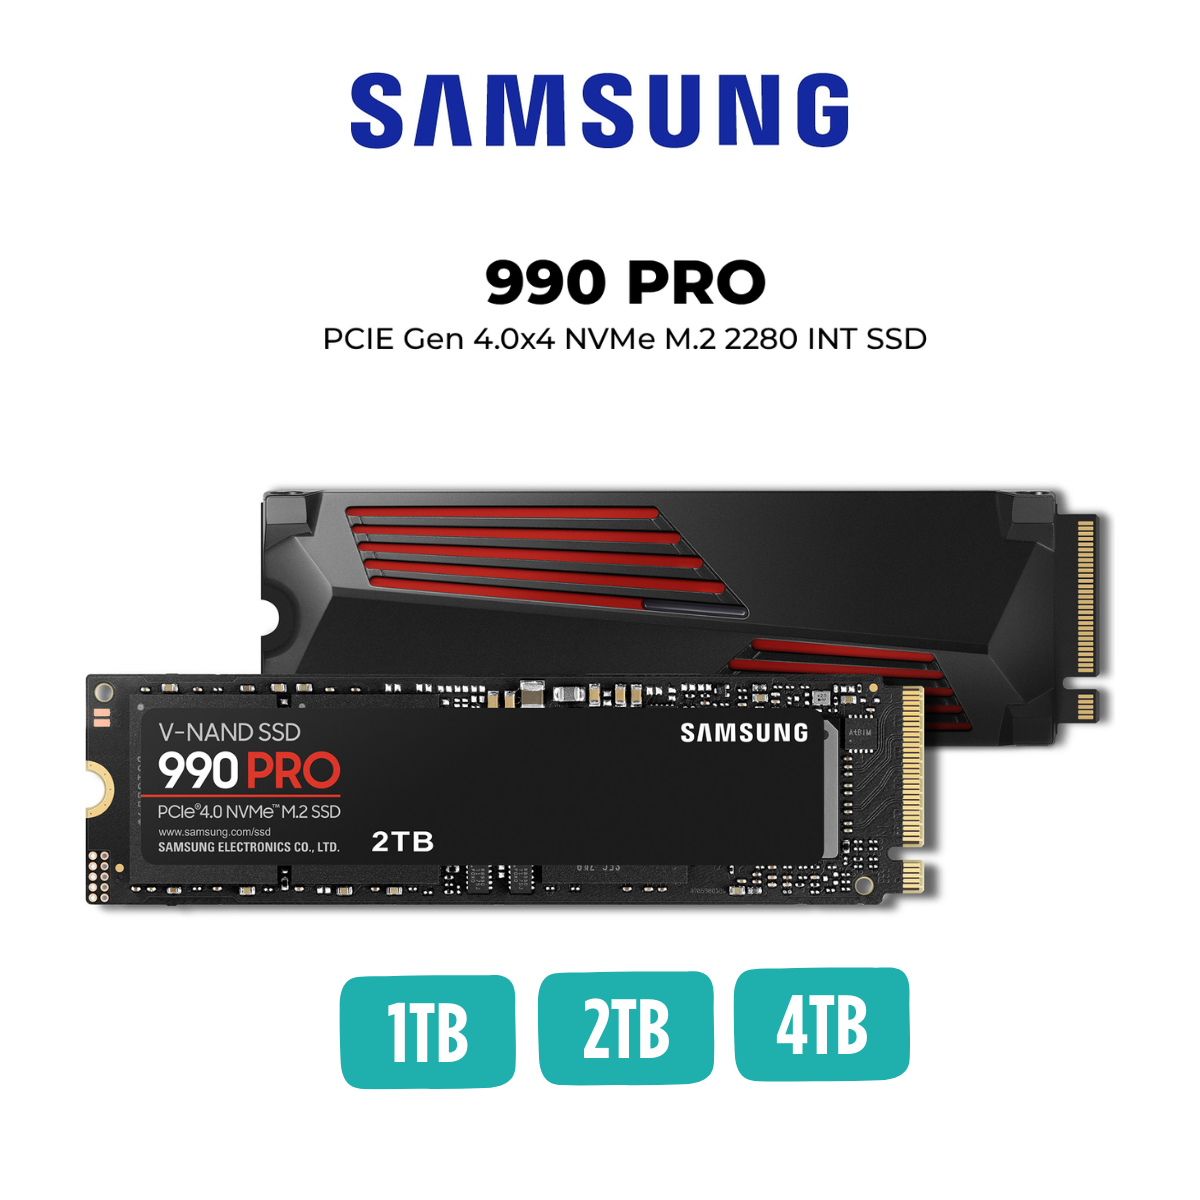 SAMSUNG
990 PRO
PCIE Gen 4.0x4 NVMe M.2 2280 INT SSD
V-NAND SSD
SAMSUNG
990 PRO
PCIe®4.0 NVMe™ M.2 SSD
www.samsung.com/ssd
SAMSUNG ELECTRONICS CO., LTD.
2TB
1TB
2TB
4TB